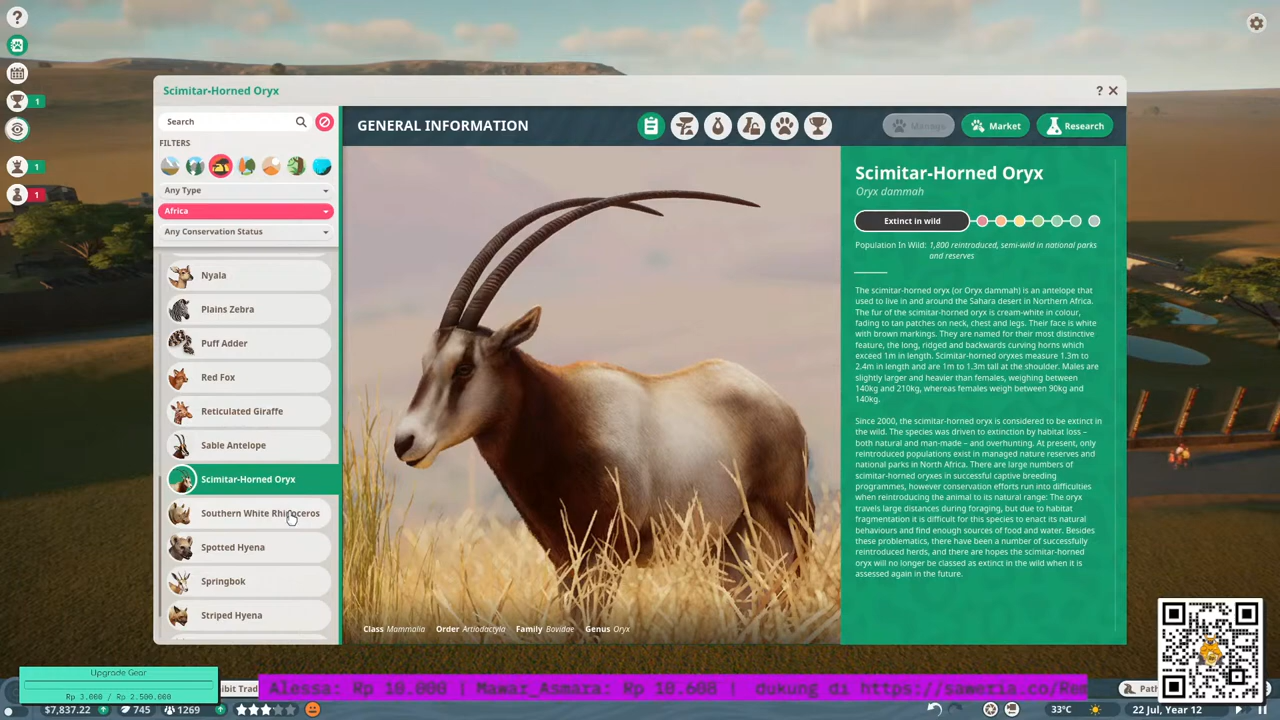 Scimitar-Horned Oryx
?
Search
FILTERS
Any Type
Africa
Any Conservation Status
Nyala
Plains Zebra
Puff Adder
Red Fox
Reticulated Giraffe
Sable Antelope
Scimitar-Horned Oryx
Southern White Rhinoceros
Spotted Hyena
Springbok
Striped Hyena
GENERAL INFORMATION
Manage
Market
Research
Class Mammalia Order Artiodactyla Family Bovidae Genus Oryx
Scimitar-Horned Oryx
Oryx dammah
Extinct in wild
Population In Wild: 1,800 reintroduced, semi-wild in national parks
and reserves
The scimitar-horned oryx (or Oryx dammah) is an antelope that
used to live in and around the Sahara desert in Northern Africa.
The fur of the scimitar-horned oryx is cream-white in colour,
fading to tan patches on neck, chest and legs. Their face is white
with brown markings. They are named for their most distinctive
feature, the long, ridged and backwards curving horns which
exceed 1m in length. Scimitar-horned oryxes measure 1.3m to
2.4m in length and are 1m to 1.3m tall at the shoulder. Males are
slightly larger and heavier than females, weighing between
140kg and 210kg, whereas females weigh between 90kg and
140kg.
Since 2000, the scimitar-horned oryx is considered to be extinct in
the wild. The species was driven to extinction by habitat loss –
both natural and man-made – and overhunting. At present, only
reintroduced populations exist in managed nature reserves and
national parks in North Africa. There are large numbers of
scimitar-horned oryxes in successful captive breeding
programmes, however conservation efforts run into difficulties
when reintroducing the animal to its natural range: The oryx
travels large distances during foraging, but due to habitat
fragmentation it is difficult for this species to enact its natural
behaviours and find enough sources of food and water. Besides
these problematics, there have been a number of successfully
reintroduced herds, and there are hopes the scimitar-horned
oryx will no longer be classed as extinct in the wild when it is
assessed again in the future.
?
1
1
1
Upgrade Gear
Rp 3.000 / Rp 2.500.000
ibit Trad
Alessa: Rp 10.000 | Mawar_Asmara: Rp 10.608 | dukung di https://saweria.co/Rem
Path
$7,837.22 745 1269
33°C 22 Jul, Year 12